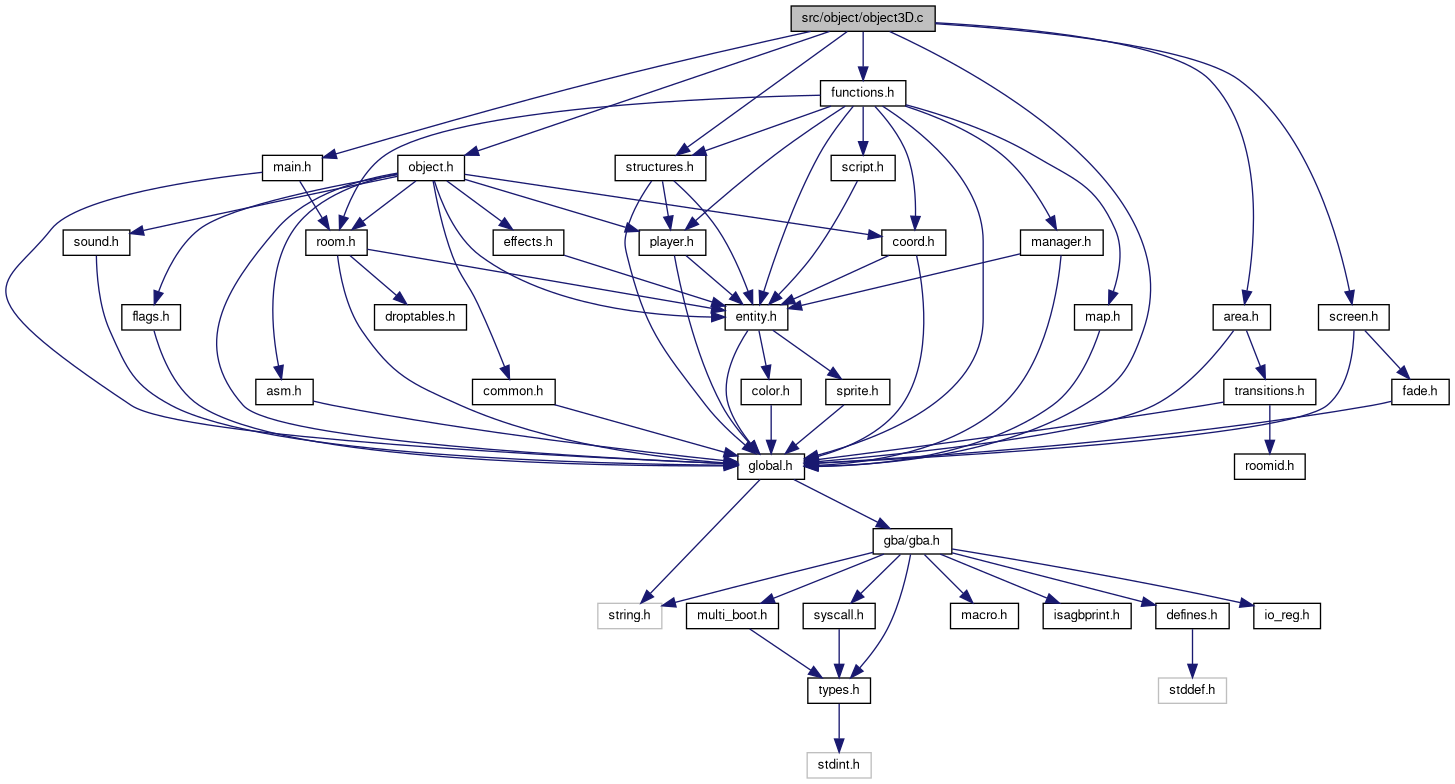 src/object/object3D.c
functions.h
main.h
object.h
structures.h
script.h
sound.h
room.h
effects.h
player.h
coord.h
manager.h
flags.h
droptables.h
entity.h
map.h
area.h
screen.h
asm.h
common.h
color.h
sprite.h
transitions.h
fade.h
global.h
roomid.h
gba/gba.h
string.h
multi_boot.h
syscall.h
macro.h
isagbprint.h
defines.h
io_reg.h
types.h
stddef.h
stdint.h